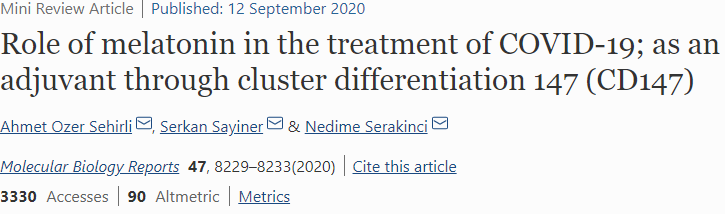 Mini Review Article | Published: 12 September 2020
Role of melatonin in the treatment of COVID-19; as an
adjuvant through cluster differentiation 147 (CD147)
Ahmet Ozer Sehirli, Serkan Sayiner & Nedime Serakinci
Molecular Biology Reports 47, 8229–8233(2020) | Cite this article
3330 Accesses | 90 Altmetric | Metrics